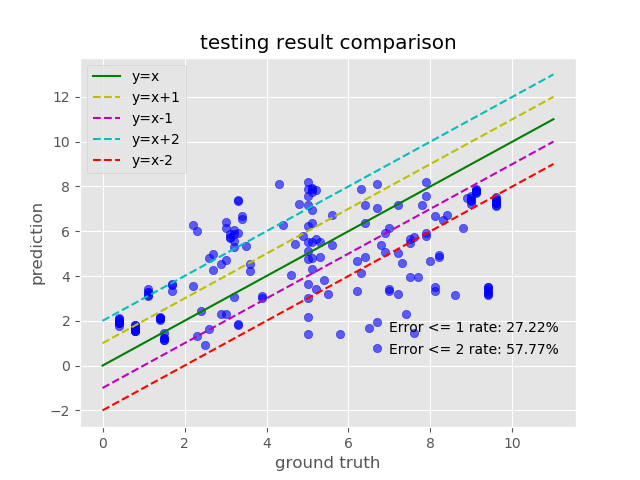 testing result comparison
y=x
y=x+1
y=x-1
y=x+2
y=x-2
12
10
8
6
4
2
0
−2
prediction
Error <= 1 rate: 27.22%
Error <= 2 rate: 57.77%
0 2 4 6 8 10
ground truth